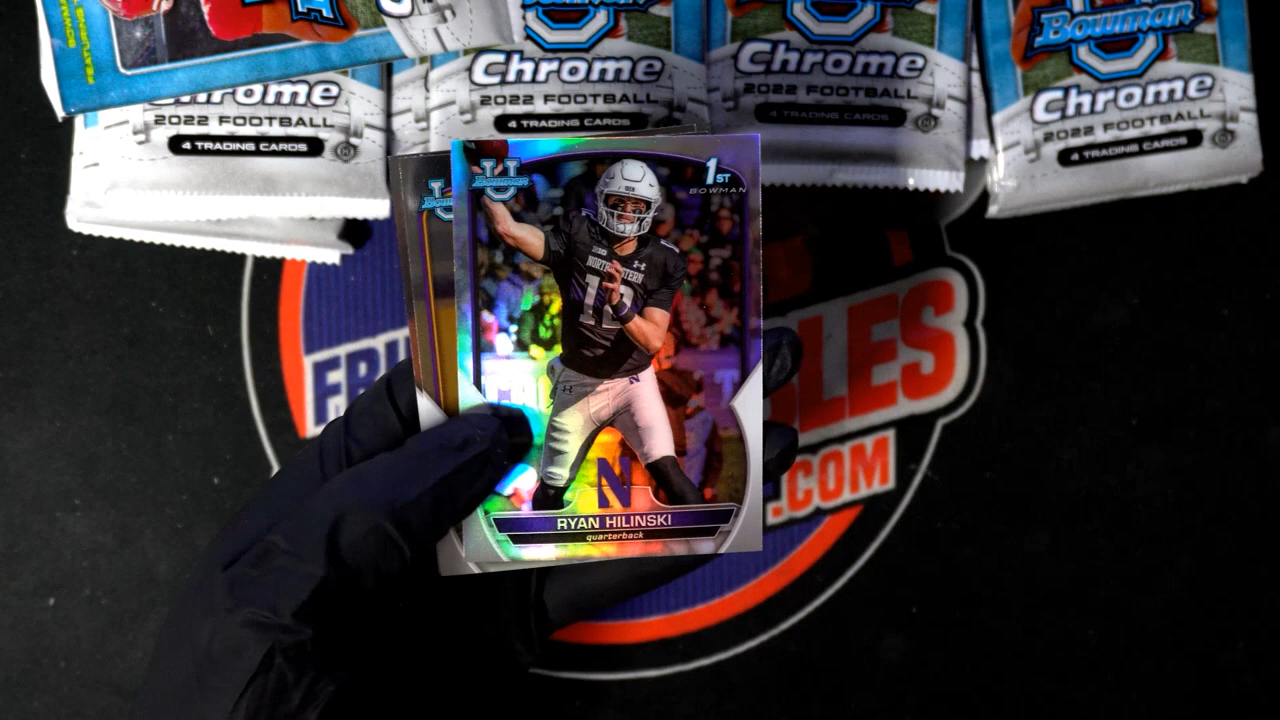 Bowman
Chrome
2022 FOOTBALL
4 TRADING CARDS
Chrome
2022 FOOTBALL
4 TRADING CARDS
Chrome
2022 FOOTBALL
4 TRADING CARDS
Chrome
2022 FOOTBALL
4 TRADING CARDS
U
Bowman
1ST
BOWMAN
NORTHWESTERN
12
N
RYAN HILINSKI
quarterback
.COM